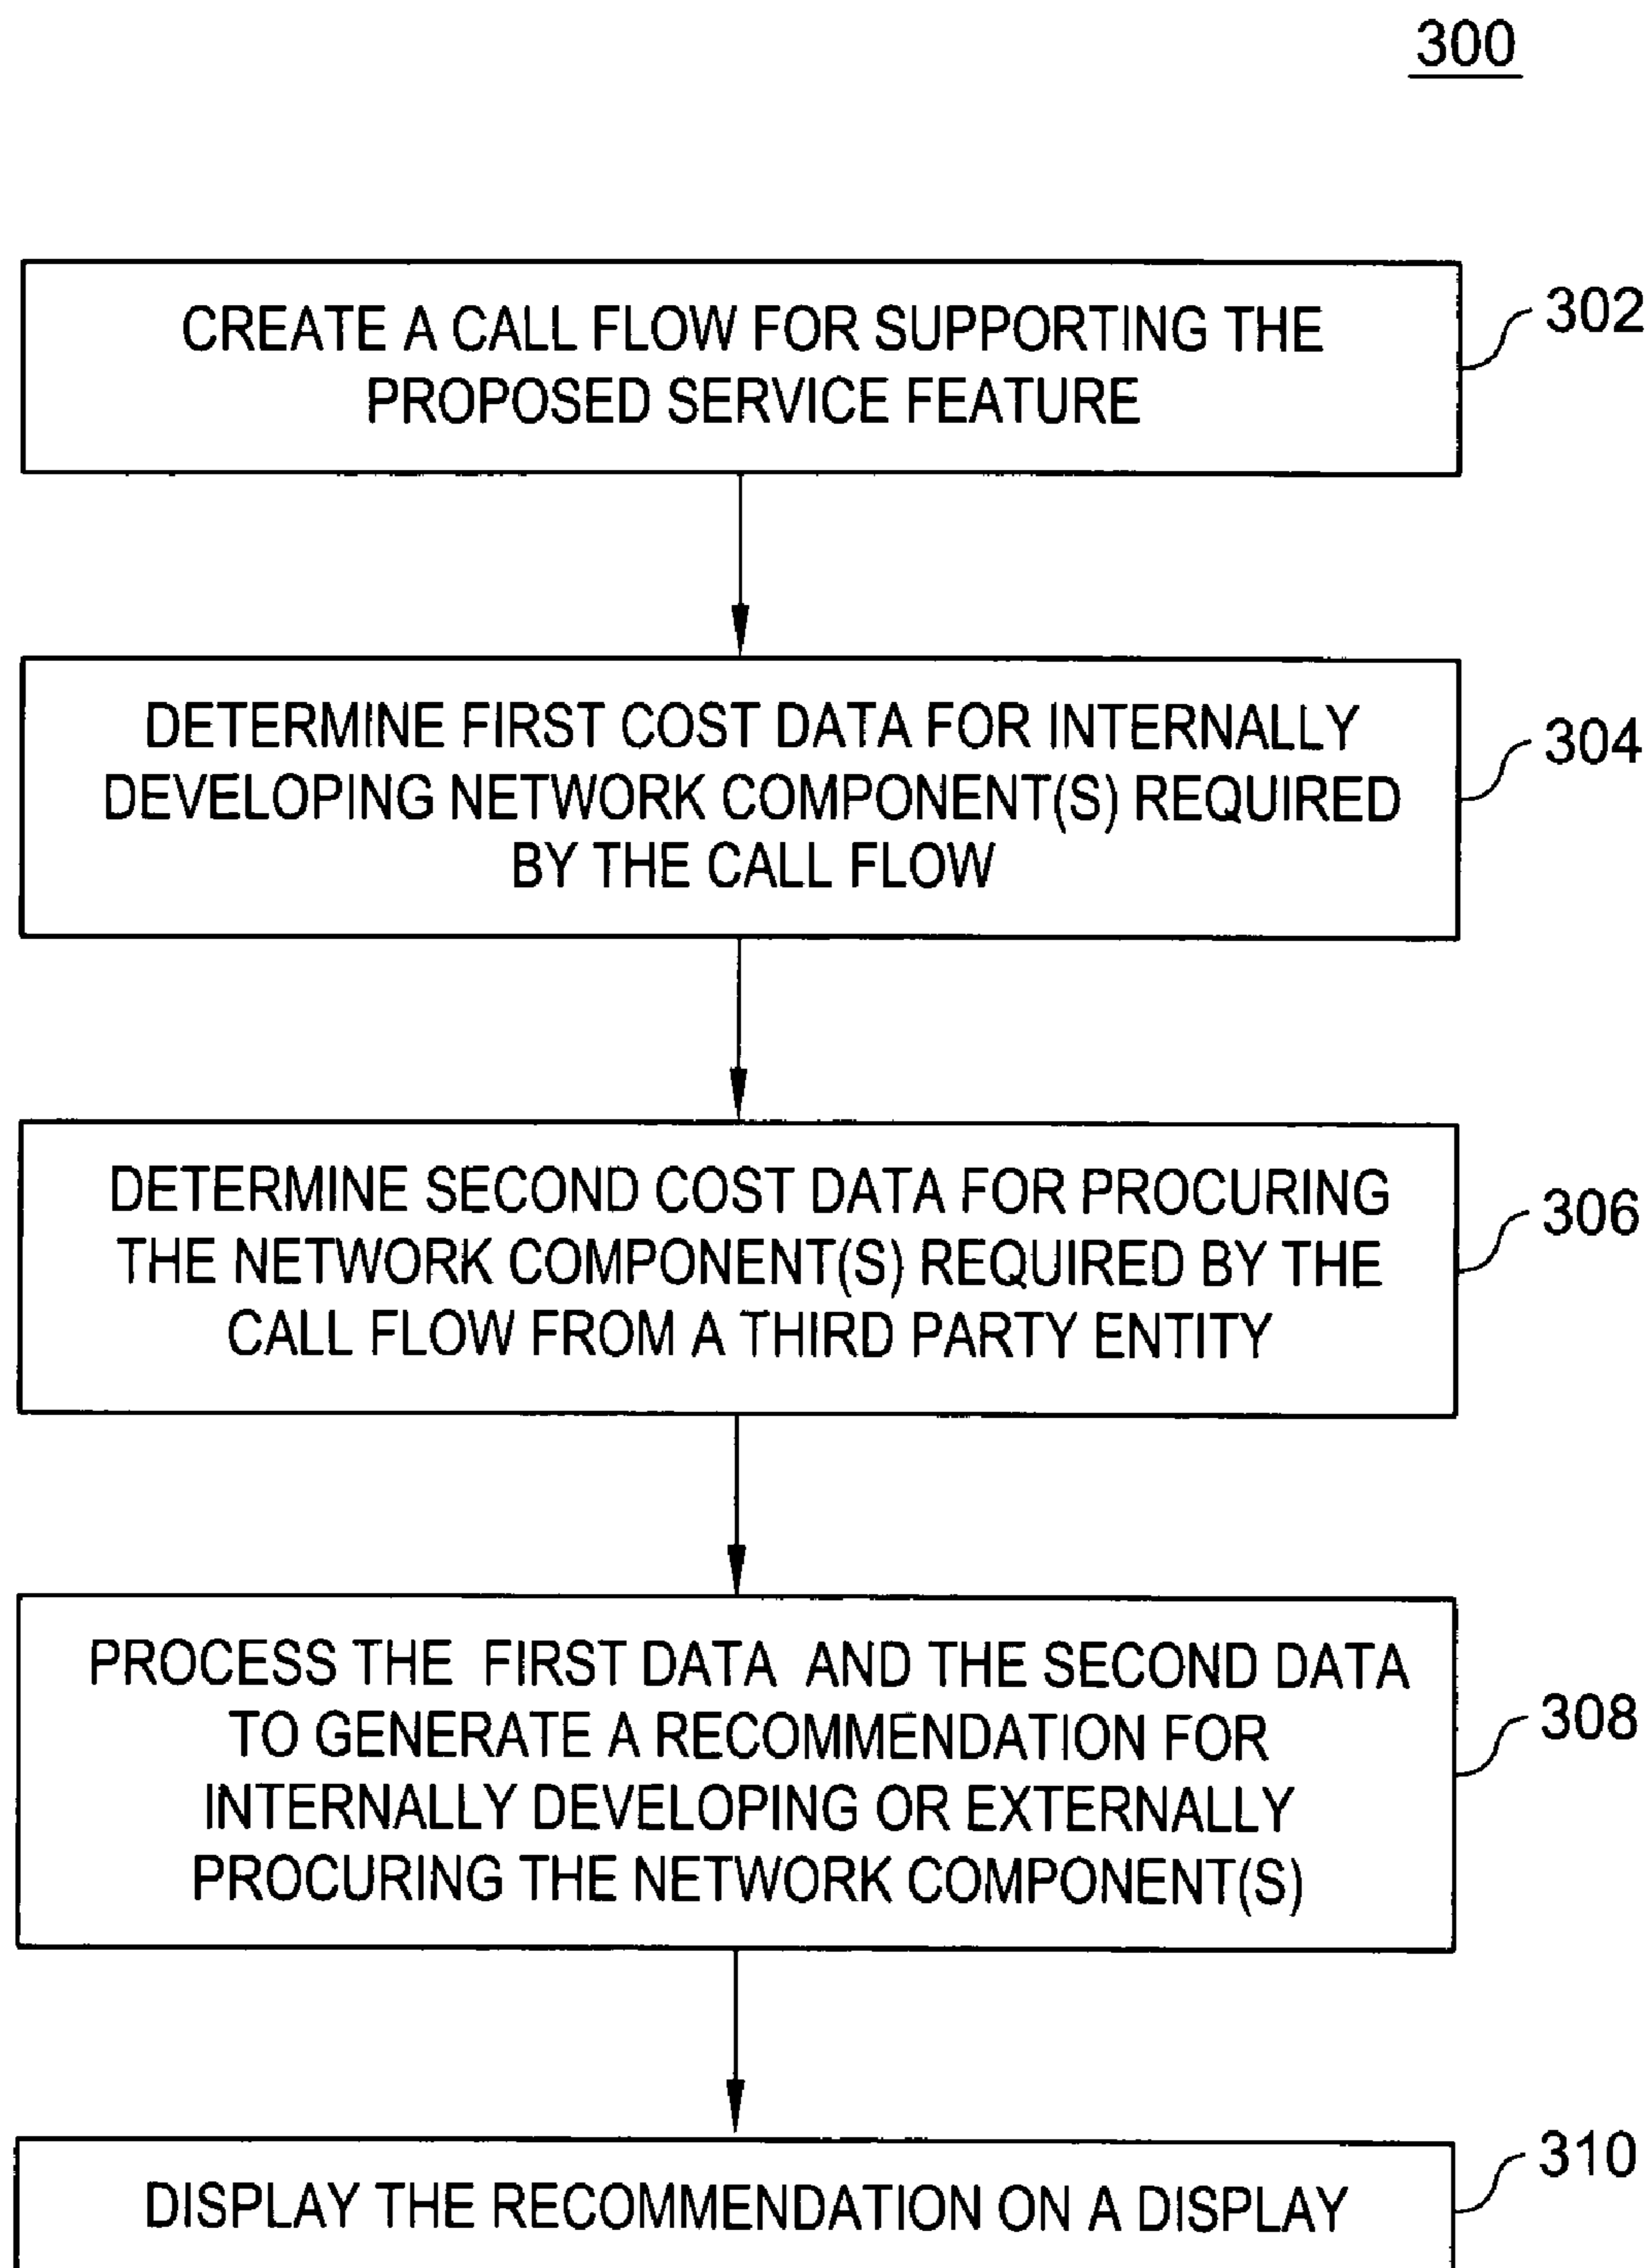 300
CREATE A CALL FLOW FOR SUPPORTING THE
PROPOSED SERVICE FEATURE
302
DETERMINE FIRST COST DATA FOR INTERNALLY
DEVELOPING NETWORK COMPONENT(S) REQUIRED
BY THE CALL FLOW
304
DETERMINE SECOND COST DATA FOR PROCURING
THE NETWORK COMPONENT(S) REQUIRED BY THE
CALL FLOW FROM A THIRD PARTY ENTITY
306
PROCESS THE FIRST DATA AND THE SECOND DATA
TO GENERATE A RECOMMENDATION FOR
INTERNALLY DEVELOPING OR EXTERNALLY
PROCURING THE NETWORK COMPONENT(S)
308
DISPLAY THE RECOMMENDATION ON A DISPLAY
310